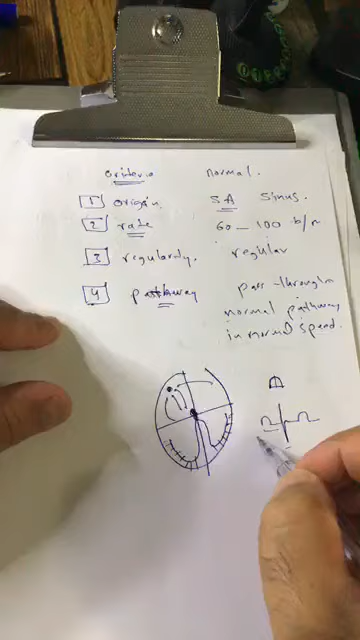 criteria normal.
1 origin. SA Sinus.
2 rate 60 - 100 b/m
3 regularity. regular
4 pathway pass through
normal pathway
in normal speed.